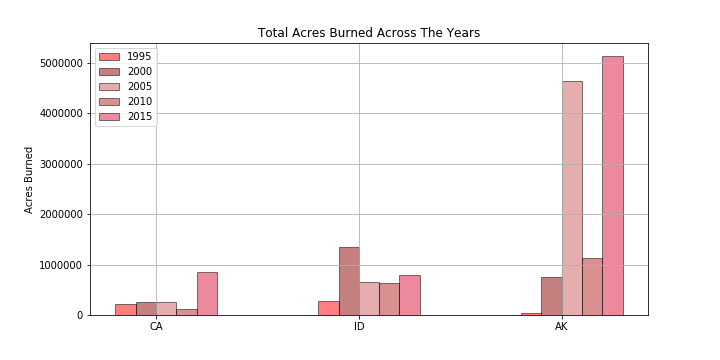 Total Acres Burned Across The Years
1995
2000
2005
2010
2015
5000000
4000000
3000000
2000000
1000000
0
Acres Burned
CA
ID
AK